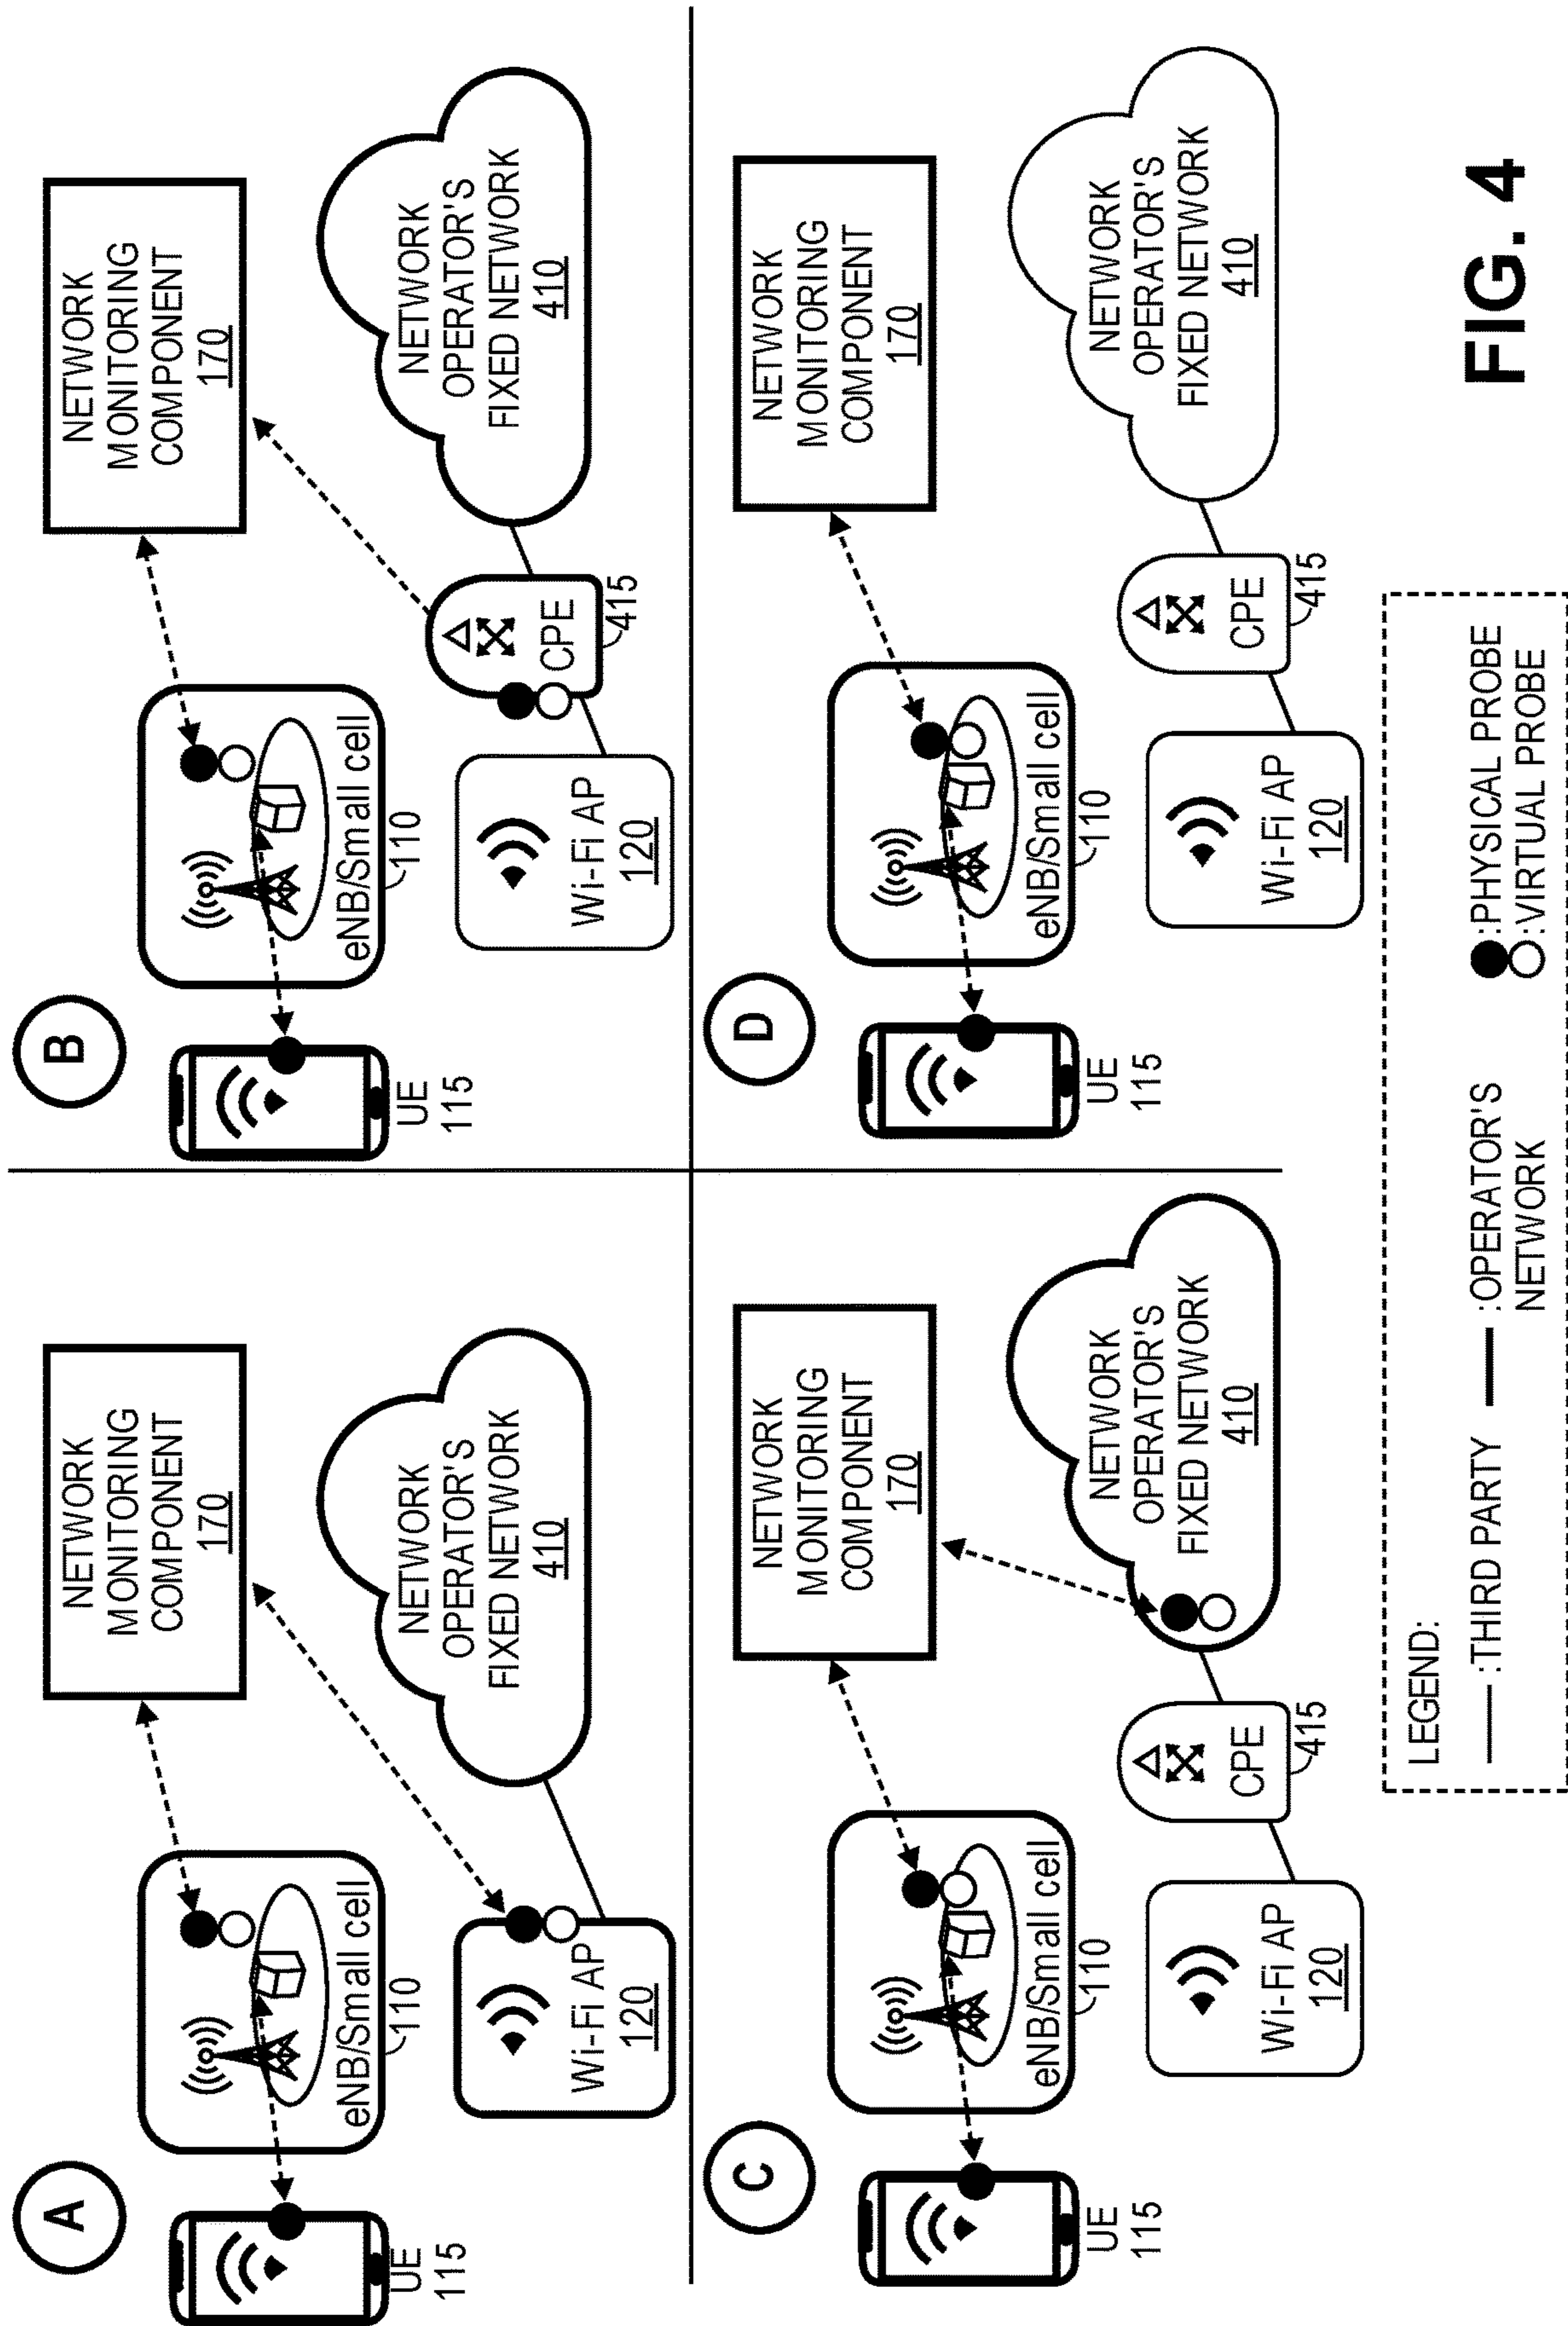 A
UE
115
eNB/Small cell
110
Wi-Fi AP
120
NETWORK
MONITORING
COMPONENT
170
NETWORK
OPERATOR'S
FIXED NETWORK
410
B
UE
115
eNB/Small cell
110
Wi-Fi AP
120
CPE
415
NETWORK
MONITORING
COMPONENT
170
NETWORK
OPERATOR'S
FIXED NETWORK
410
C
UE
115
eNB/Small cell
110
Wi-Fi AP
120
CPE
415
NETWORK
MONITORING
COMPONENT
170
NETWORK
OPERATOR'S
FIXED NETWORK
410
D
UE
115
eNB/Small cell
110
Wi-Fi AP
120
CPE
415
NETWORK
MONITORING
COMPONENT
170
NETWORK
OPERATOR'S
FIXED NETWORK
410
LEGEND:
:THIRD PARTY
:OPERATOR'S
NETWORK
:PHYSICAL PROBE
:VIRTUAL PROBE
FIG. 4